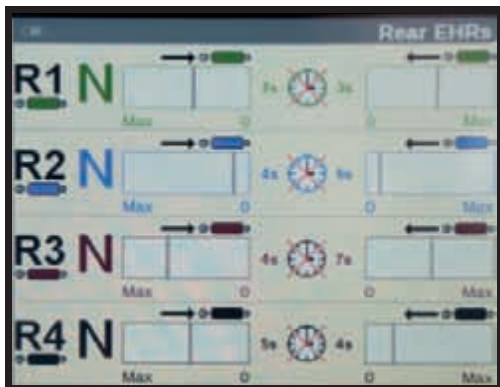 Rear EHRs
R1 N 3s
Max 0 0 Max
R2 N 4s 6s
Max 0 0 Max
R3 N 4s 7s
Max 0 0 Max
R4 N 5s 4s
Max 0 0 Max